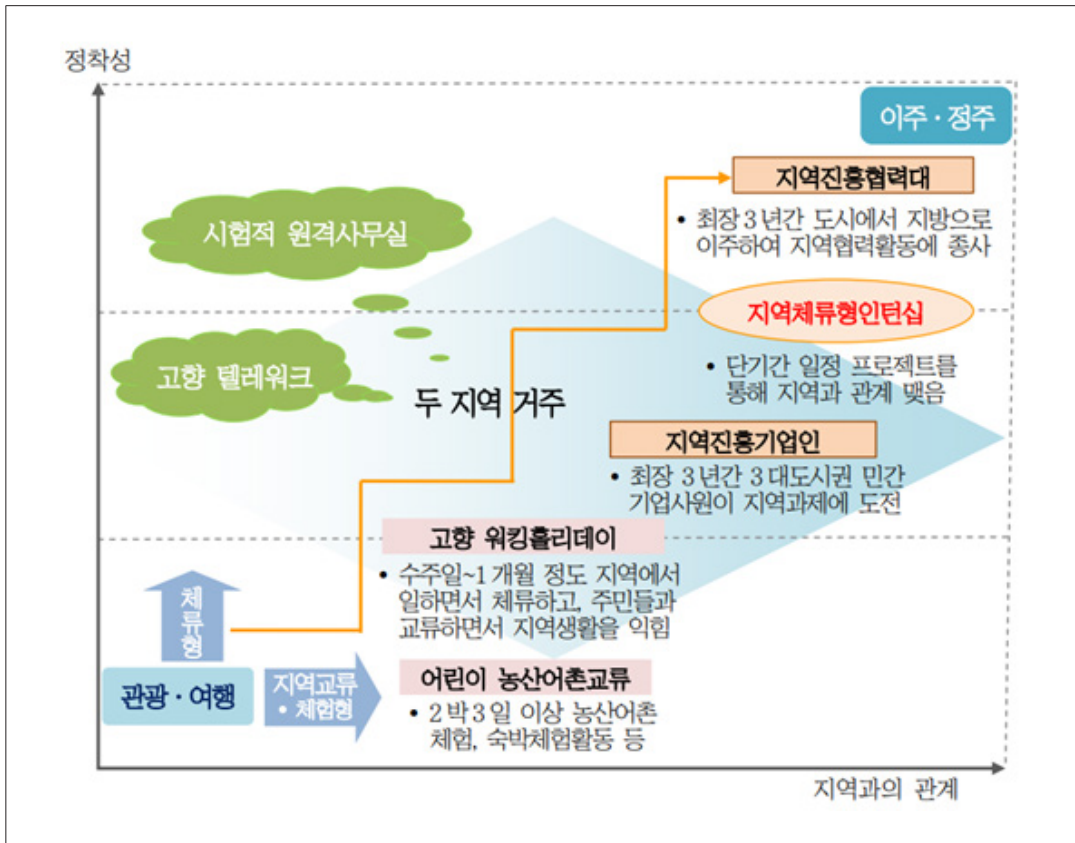 정착성
이주·정주
지역진흥협력대
• 최장 3년간 도시에서 지방으로
이주하여 지역협력활동에 종사
시험적 원격사무실
지역체류형인턴십
• 단기간 일정 프로젝트를
통해 지역과 관계 맺음
고향 텔레워크
두 지역 거주
지역진흥기업인
• 최장 3년간 3대도시권 민간
기업사원이 지역과제에 도전
고향 워킹홀리데이
• 수주일~1개월 정도 지역에서
일하면서 체류하고, 주민들과
교류하면서 지역생활을 익힘
체류형
관광·여행
지역교류
·체험형
어린이 농산어촌교류
• 2박3일 이상 농산어촌
체험, 숙박체험활동 등
지역과의 관계